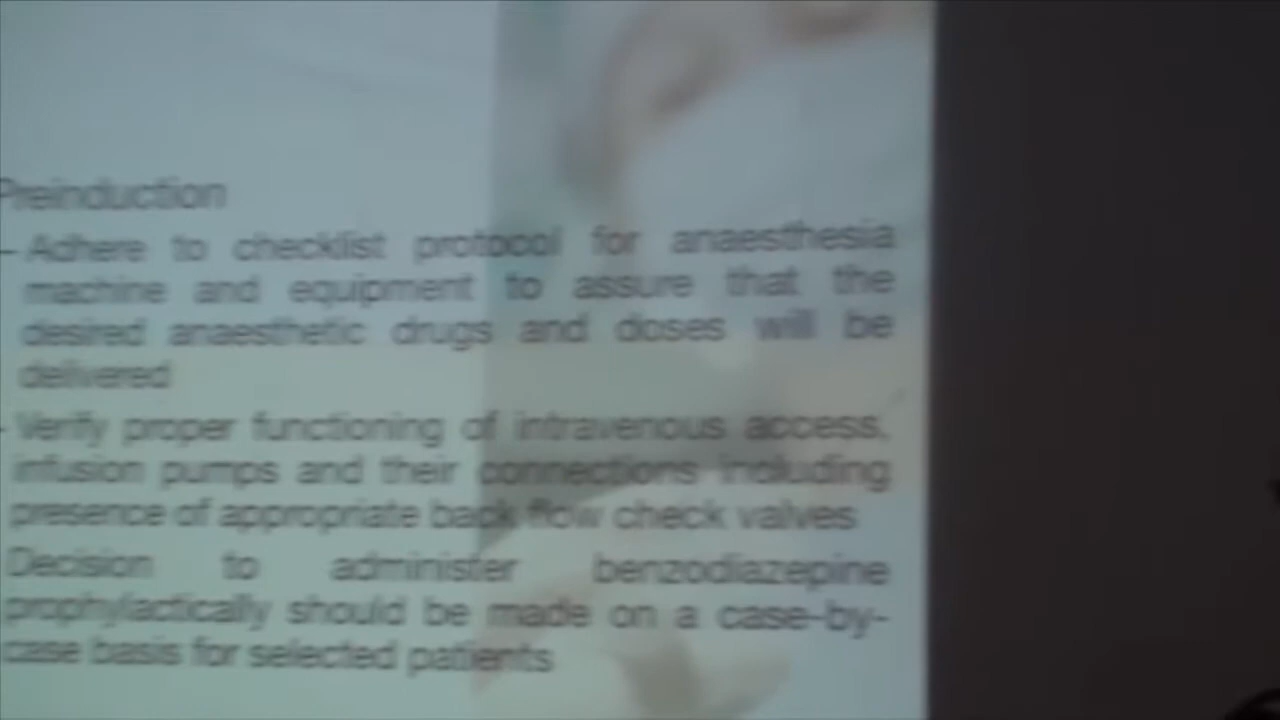 Preinduction
– Adhere to checklist protocol for anaesthesia
machine and equipment to assure that the
desired anaesthetic drugs and doses will be
delivered
- Verify proper functioning of intravenous access,
infusion pumps and their connections including
presence of appropriate back flow check valves
Decision to administer benzodiazepine
prophylactically should be made on a case-by-
case basis for selected patients